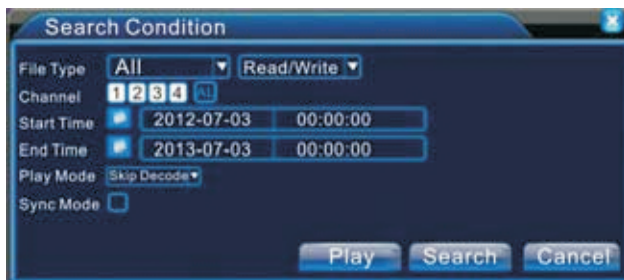 Search Condition
File Type All Read/Write
Channel 1 2 3 4 All
Start Time 2012-07-03 00:00:00
End Time 2013-07-03 00:00:00
Play Mode Skip Decode
Sync Mode
Play Search Cancel